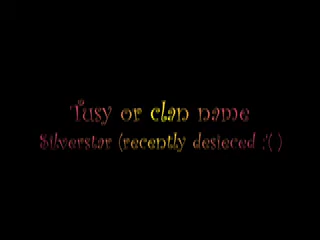 Tusy or clan name
Silverstar (recently desieced :'( )